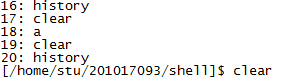 16: history
17: clear
18: a
19: clear
20: history
[/home/stu/201017093/shell]$ clear